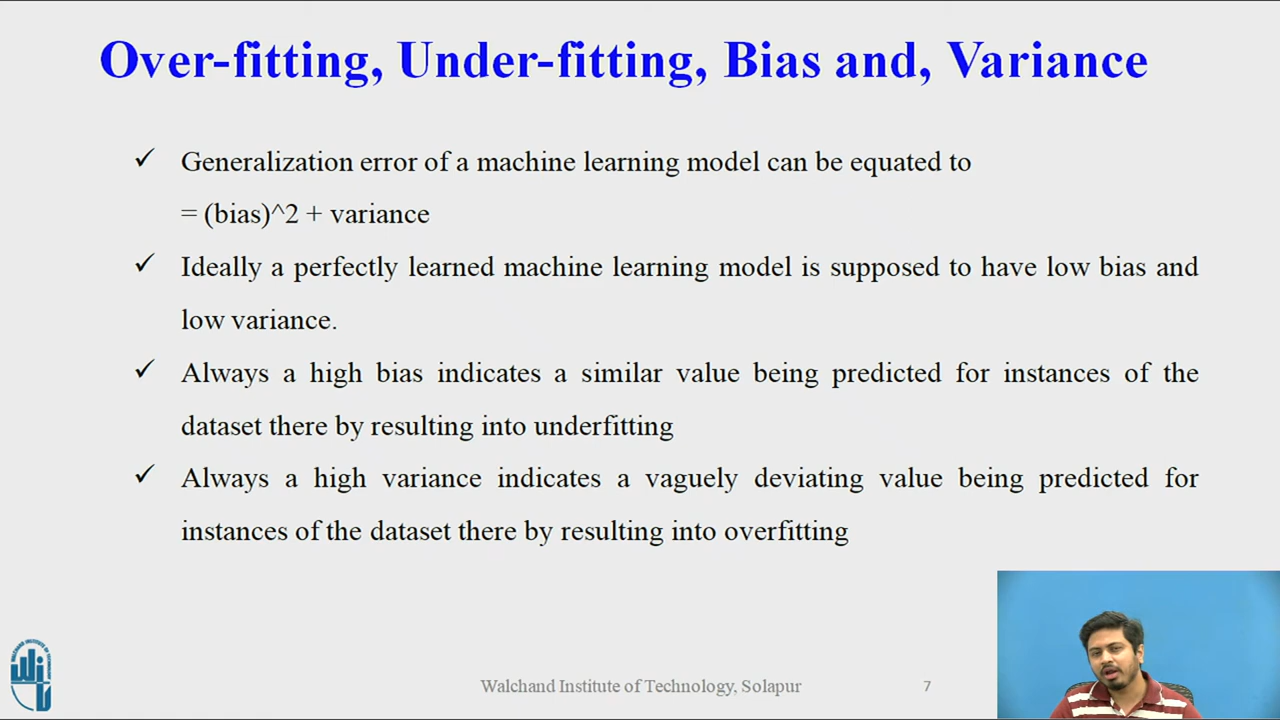 Over-fitting, Under-fitting, Bias and, Variance
✓ Generalization error of a machine learning model can be equated to
= (bias)^2 + variance
✓ Ideally a perfectly learned machine learning model is supposed to have low bias and
low variance.
✓ Always a high bias indicates a similar value being predicted for instances of the
dataset there by resulting into underfitting
✓ Always a high variance indicates a vaguely deviating value being predicted for
instances of the dataset there by resulting into overfitting
Walchand Institute of Technology, Solapur
7